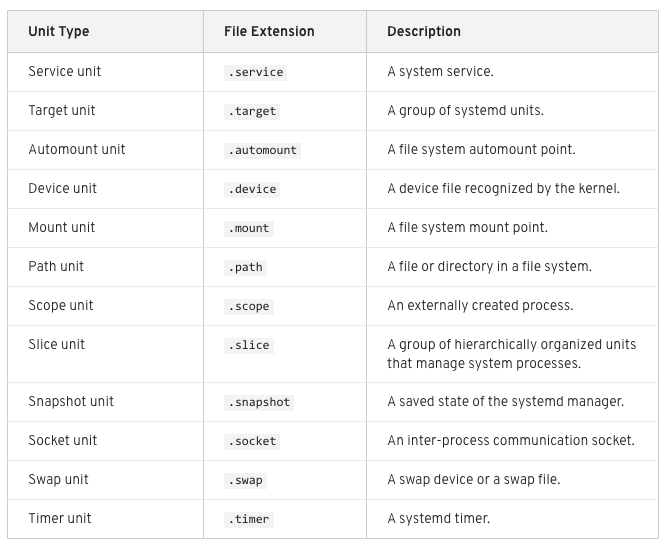 Unit Type File Extension Description
Service unit .service A system service.
Target unit .target A group of systemd units.
Automount unit .automount A file system automount point.
Device unit .device A device file recognized by the kernel.
Mount unit .mount A file system mount point.
Path unit .path A file or directory in a file system.
Scope unit .scope An externally created process.
Slice unit .slice A group of hierarchically organized units
that manage system processes.
Snapshot unit .snapshot A saved state of the systemd manager.
Socket unit .socket An inter-process communication socket.
Swap unit .swap A swap device or a swap file.
Timer unit .timer A systemd timer.